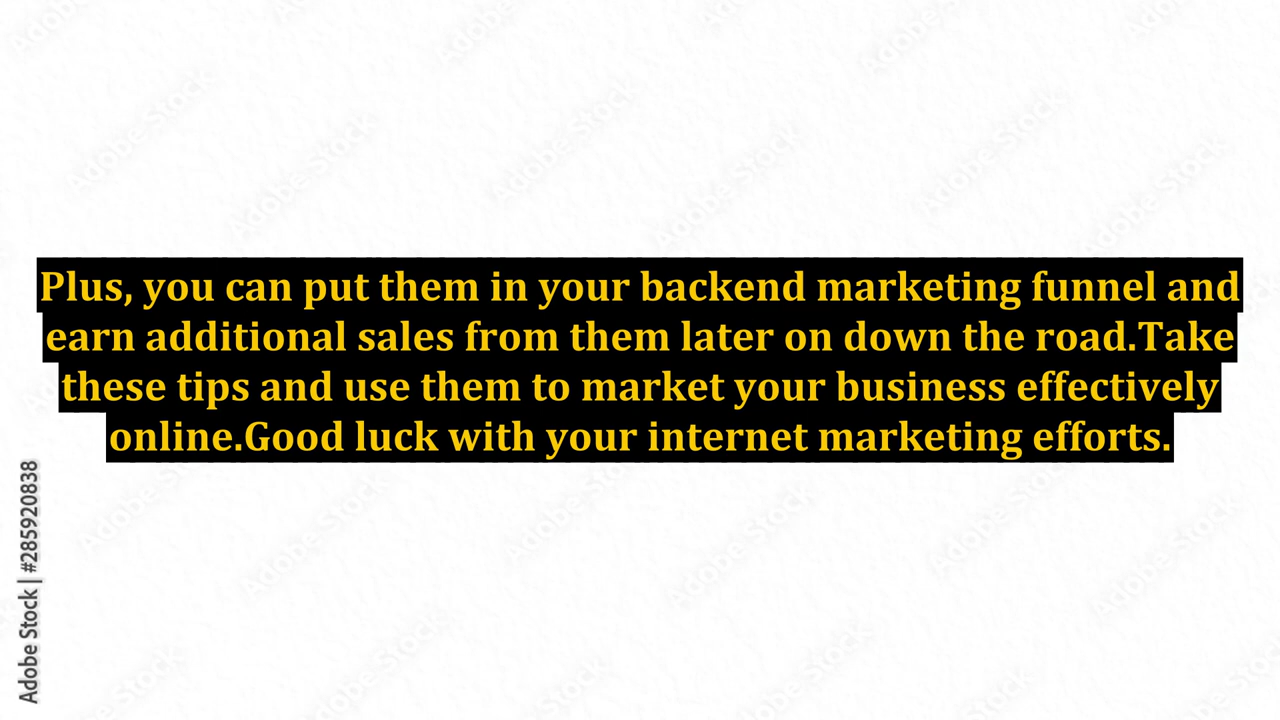 Plus, you can put them in your backend marketing funnel and
earn additional sales from them later on down the road.Take
these tips and use them to market your business effectively
online.Good luck with your internet marketing efforts.
Adobe Stock | #285920838
Adobe Stock